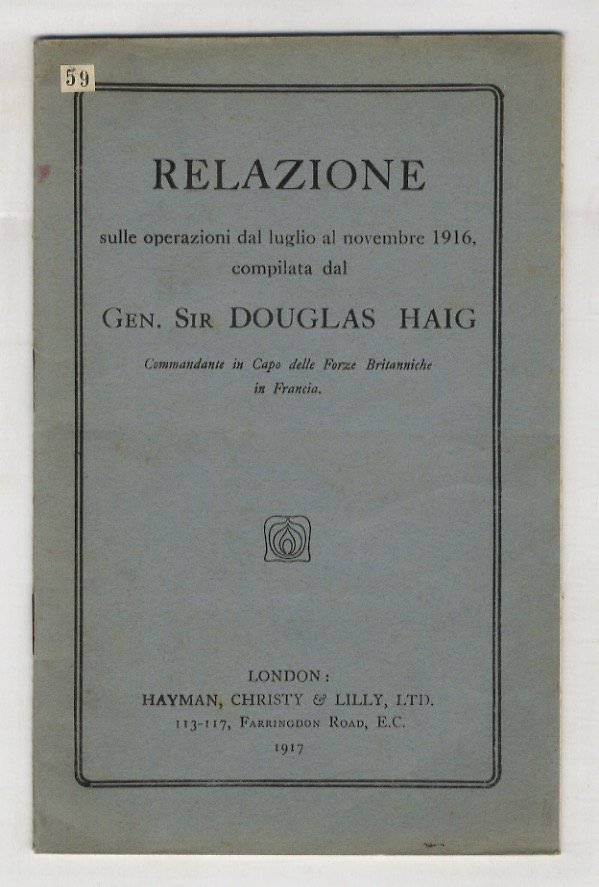 59
RELAZIONE
sulle operazioni dal luglio al novembre 1916,
compilata dal
GEN. SIR DOUGLAS HAIG
Commandante in Capo delle Forze Britanniche
in Francia.
LONDON:
HAYMAN, CHRISTY & LILLY, LTD.
113-117, FARRINGDON ROAD, E.C.
1917